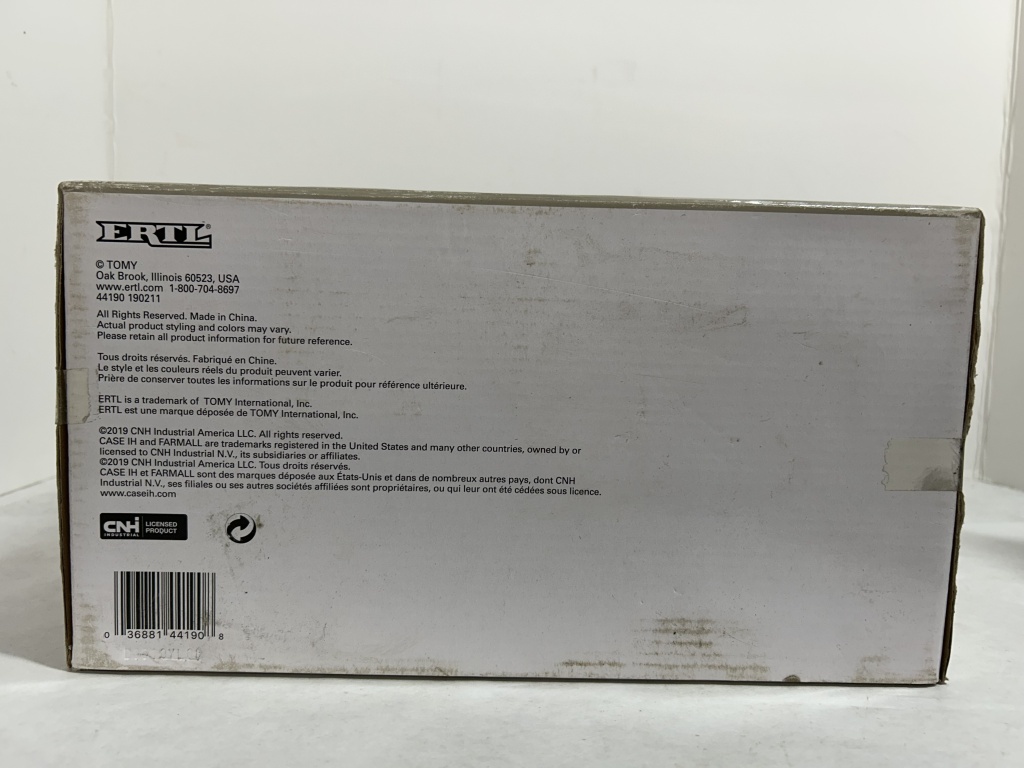 ERTL®
© TOMY
Oak Brook, Illinois 60523, USA
www.ertl.com 1-800-704-8697
44190 190211
All Rights Reserved. Made in China.
Actual product styling and colors may vary.
Please retain all product information for future reference.
Tous droits réservés. Fabriqué en Chine.
Le style et les couleurs réels du produit peuvent varier.
Prière de conserver toutes les informations sur le produit pour référence ultérieure.
ERTL is a trademark of TOMY International, Inc.
ERTL est une marque déposée de TOMY International, Inc.
©2019 CNH Industrial America LLC. All rights reserved.
CASE IH and FARMALL are trademarks registered in the United States and many other countries, owned by or
licensed to CNH Industrial N.V., its subsidiaries or affiliates.
©2019 CNH Industrial America LLC. Tous droits réservés.
CASE IH et FARMALL sont des marques déposées aux États-Unis et dans de nombreux autres pays, dont CNH
Industrial N.V., ses filiales ou ses autres sociétés affiliées sont propriétaires, ou qui leur ont été cédées sous licence.
www.caseih.com
CNH INDUSTRIAL LICENSED PRODUCT
0 36881 44190 8